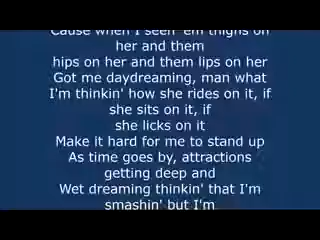 Cause when I seen 'em thighs on
her and them
hips on her and them lips on her
Got me daydreaming, man what
I'm thinkin' how she rides on it, if
she sits on it, if
she licks on it
Make it hard for me to stand up
As time goes by, attractions
getting deep and
Wet dreaming thinkin' that I'm
smashin' but I'm